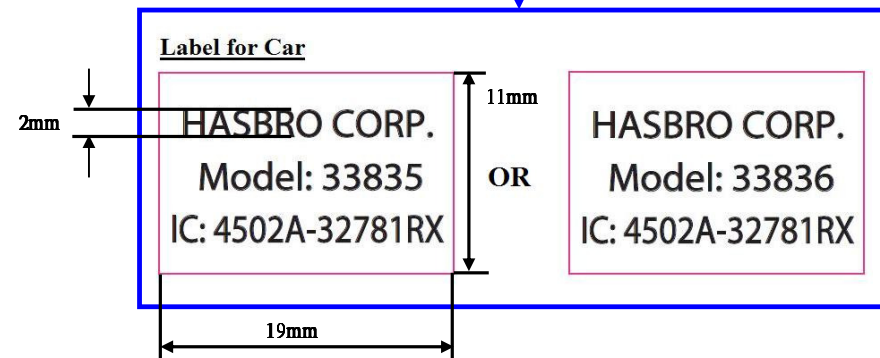 Label for Car
11mm
2mm
HASBRO CORP.
Model: 33835
IC: 4502A-32781RX
OR
HASBRO CORP.
Model: 33836
IC: 4502A-32781RX
19mm